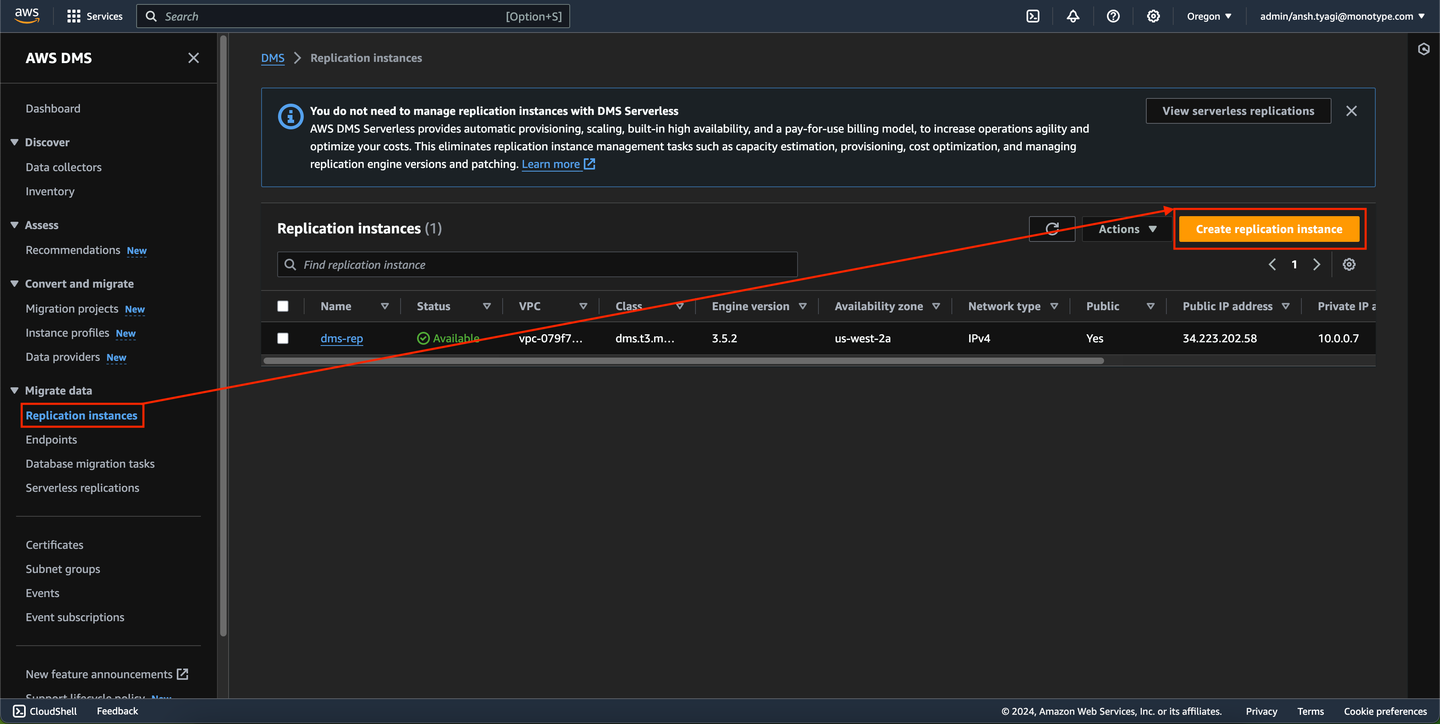 aws
Services
Search
[Option+S]
Oregon
admin/ansh.tyagi@monotype.com
AWS DMS
Dashboard
Discover
Data collectors
Inventory
Assess
Recommendations New
Convert and migrate
Migration projects New
Instance profiles New
Data providers New
Migrate data
Replication instances
Endpoints
Database migration tasks
Serverless replications
Certificates
Subnet groups
Events
Event subscriptions
New feature announcements
Support lifecycle policy New
DMS > Replication instances
You do not need to manage replication instances with DMS Serverless
AWS DMS Serverless provides automatic provisioning, scaling, built-in high availability, and a pay-for-use billing model, to increase operations agility and
optimize your costs. This eliminates replication instance management tasks such as capacity estimation, provisioning, cost optimization, and managing
replication engine versions and patching. Learn more
View serverless replications
Replication instances (1)
Actions
Create replication instance
Find replication instance
1
Name Status VPC Class Engine version Availability zone Network type Public Public IP address Private IP a
dms-rep Available vpc-079f7... dms.t3.m... 3.5.2 us-west-2a IPv4 Yes 34.223.202.58 10.0.0.7
CloudShell Feedback © 2024, Amazon Web Services, Inc. or its affiliates. Privacy Terms Cookie preferences